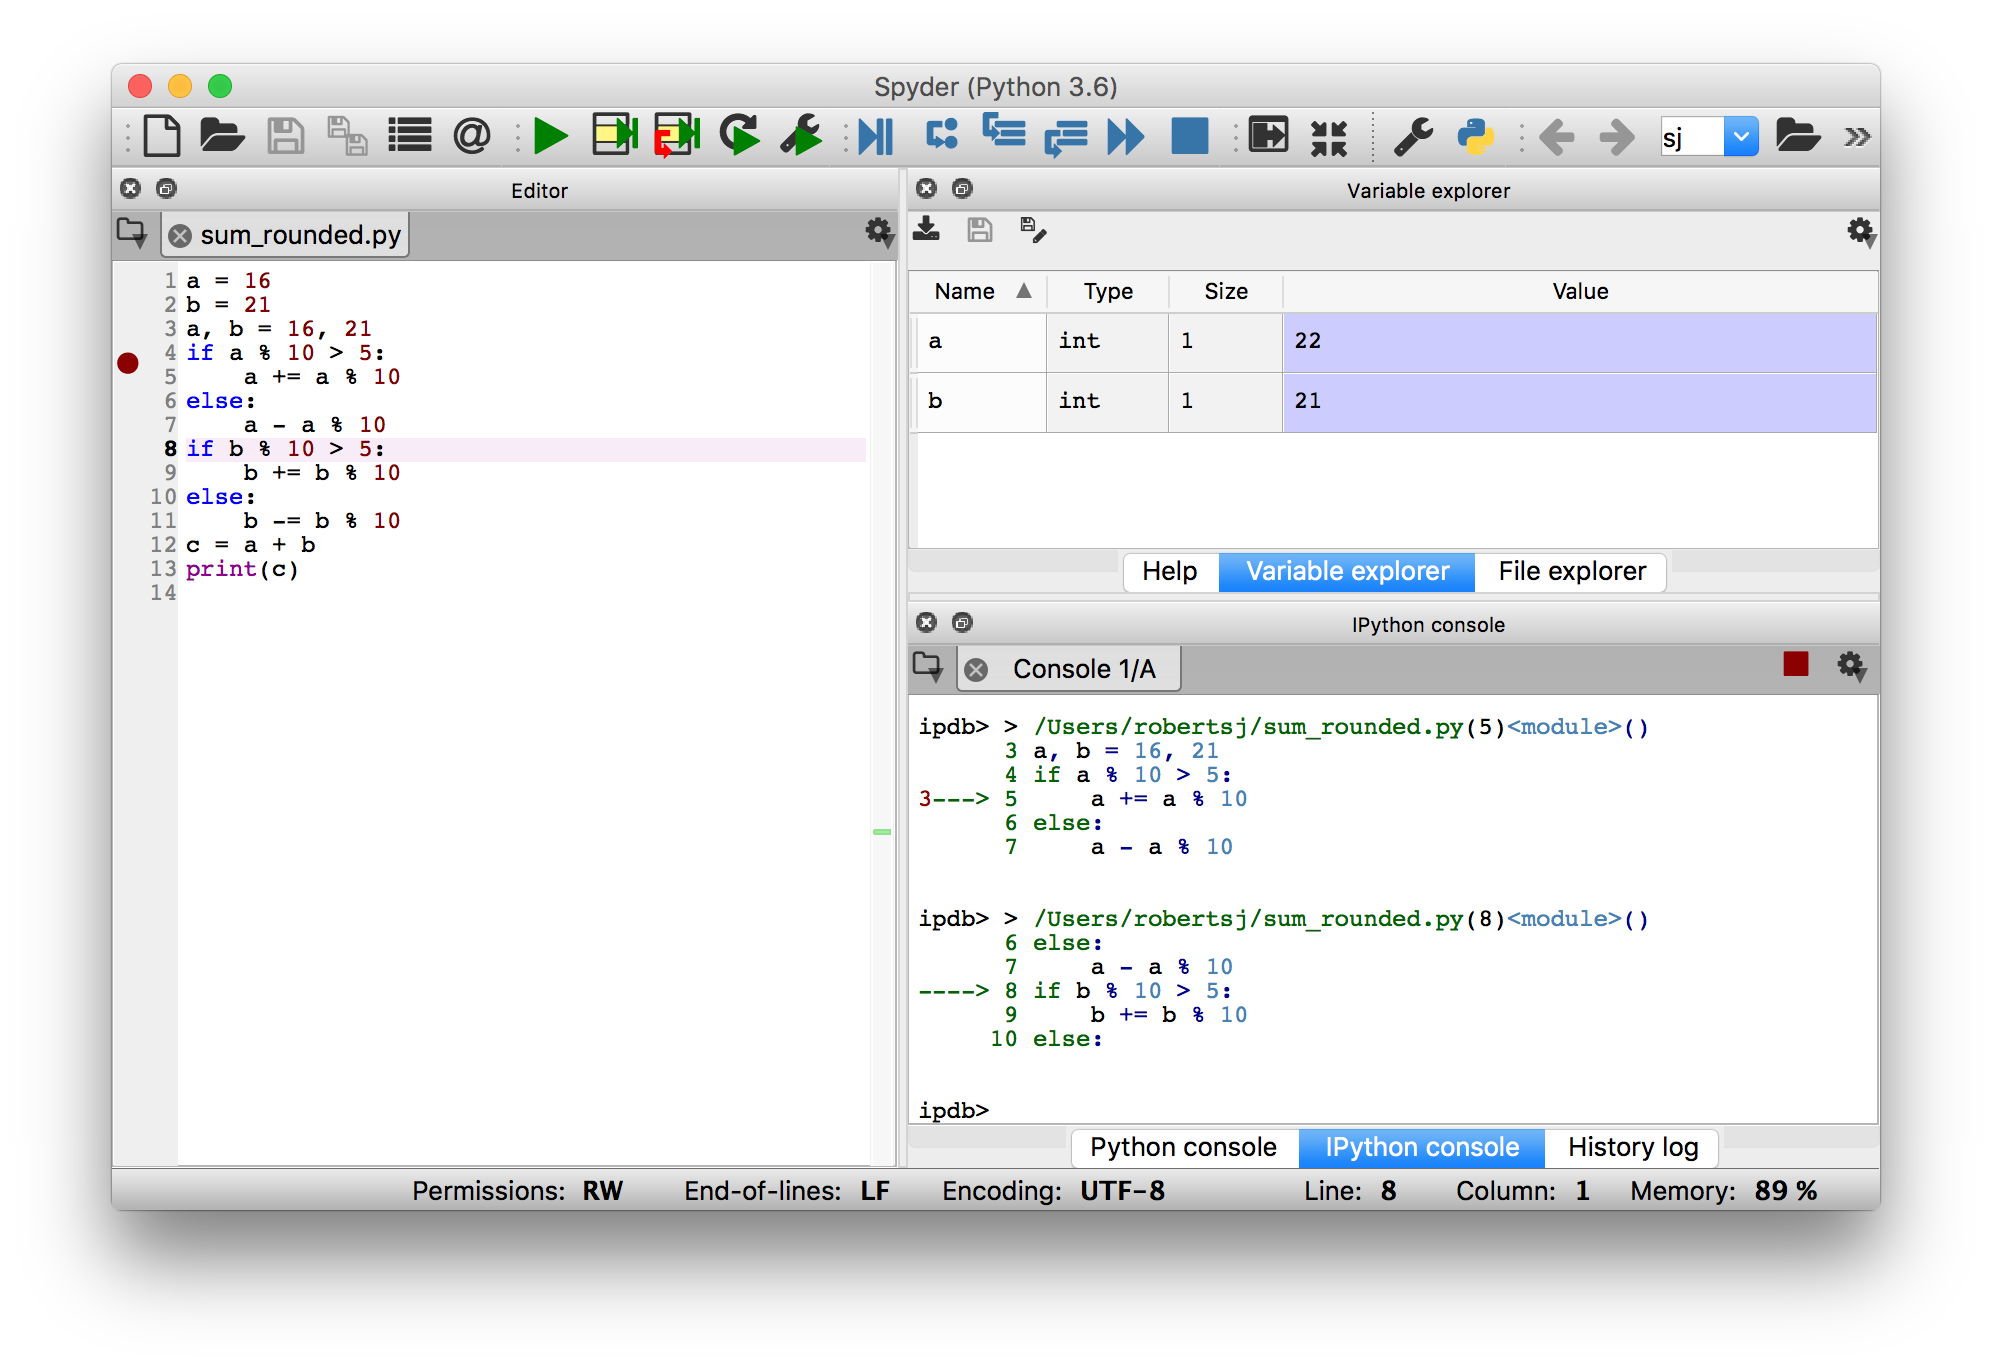 Spyder (Python 3.6)
@
sj
Editor
sum_rounded.py
1 a = 16
2 b = 21
3 a, b = 16, 21
4 if a % 10 > 5:
5     a += a % 10
6 else:
7     a - a % 10
8 if b % 10 > 5:
9     b += b % 10
10 else:
11     b -= b % 10
12 c = a + b
13 print(c)
14
Variable explorer
Name Type Size Value
a int 1 22
b int 1 21
Help Variable explorer File explorer
IPython console
Console 1/A
ipdb> > /Users/robertsj/sum_rounded.py(5)<module>()
      3 a, b = 16, 21
      4 if a % 10 > 5:
3---> 5     a += a % 10
      6 else:
      7     a - a % 10
ipdb> > /Users/robertsj/sum_rounded.py(8)<module>()
      6 else:
      7     a - a % 10
----> 8 if b % 10 > 5:
      9     b += b % 10
     10 else:
ipdb>
Python console IPython console History log
Permissions: RW End-of-lines: LF Encoding: UTF-8 Line: 8 Column: 1 Memory: 89 %